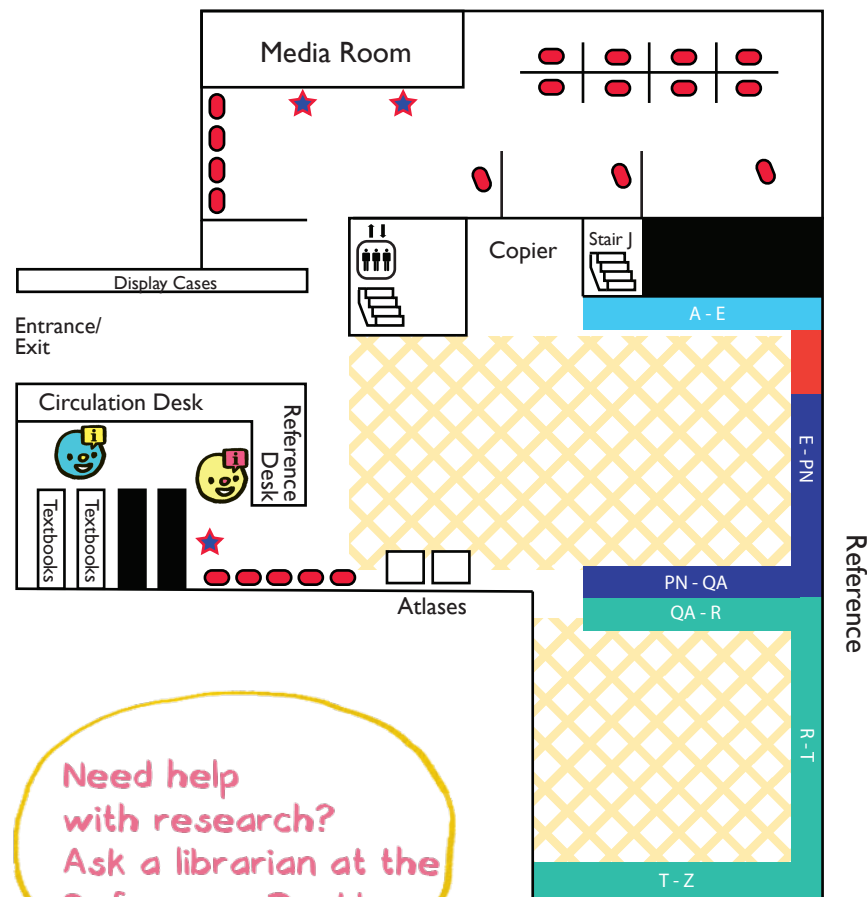 Media Room
Copier
Stair J
Display Cases
A - E
Entrance/
Exit
Circulation Desk
Reference
Desk
E - PN
i
i
Textbooks
Textbooks
PN - QA
Reference
Atlases
QA - R
R - T
Need help
with research?
Ask a librarian at the
T - Z